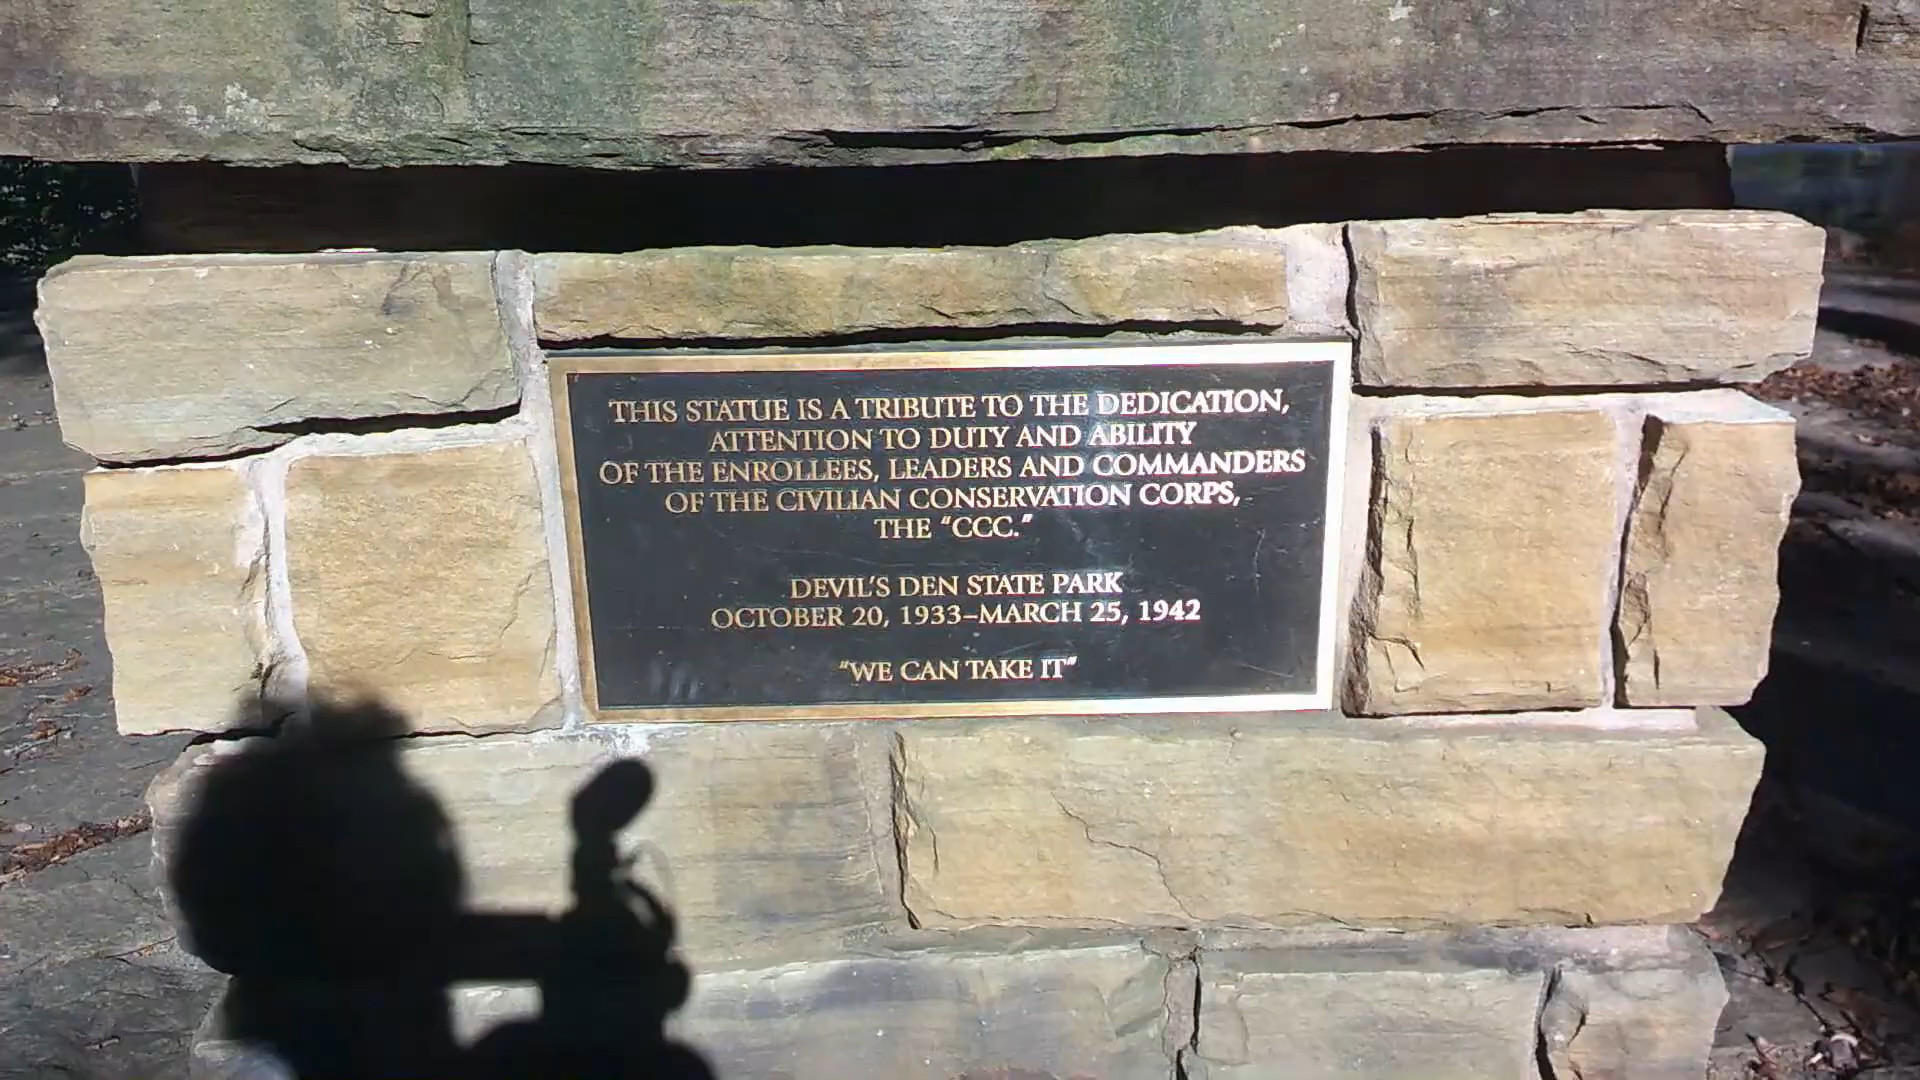 THIS STATUE IS A TRIBUTE TO THE DEDICATION,
ATTENTION TO DUTY AND ABILITY
OF THE ENROLLEES, LEADERS AND COMMANDERS
OF THE CIVILIAN CONSERVATION CORPS,
THE “CCC.”
DEVIL’S DEN STATE PARK
OCTOBER 20, 1933–MARCH 25, 1942
“WE CAN TAKE IT”